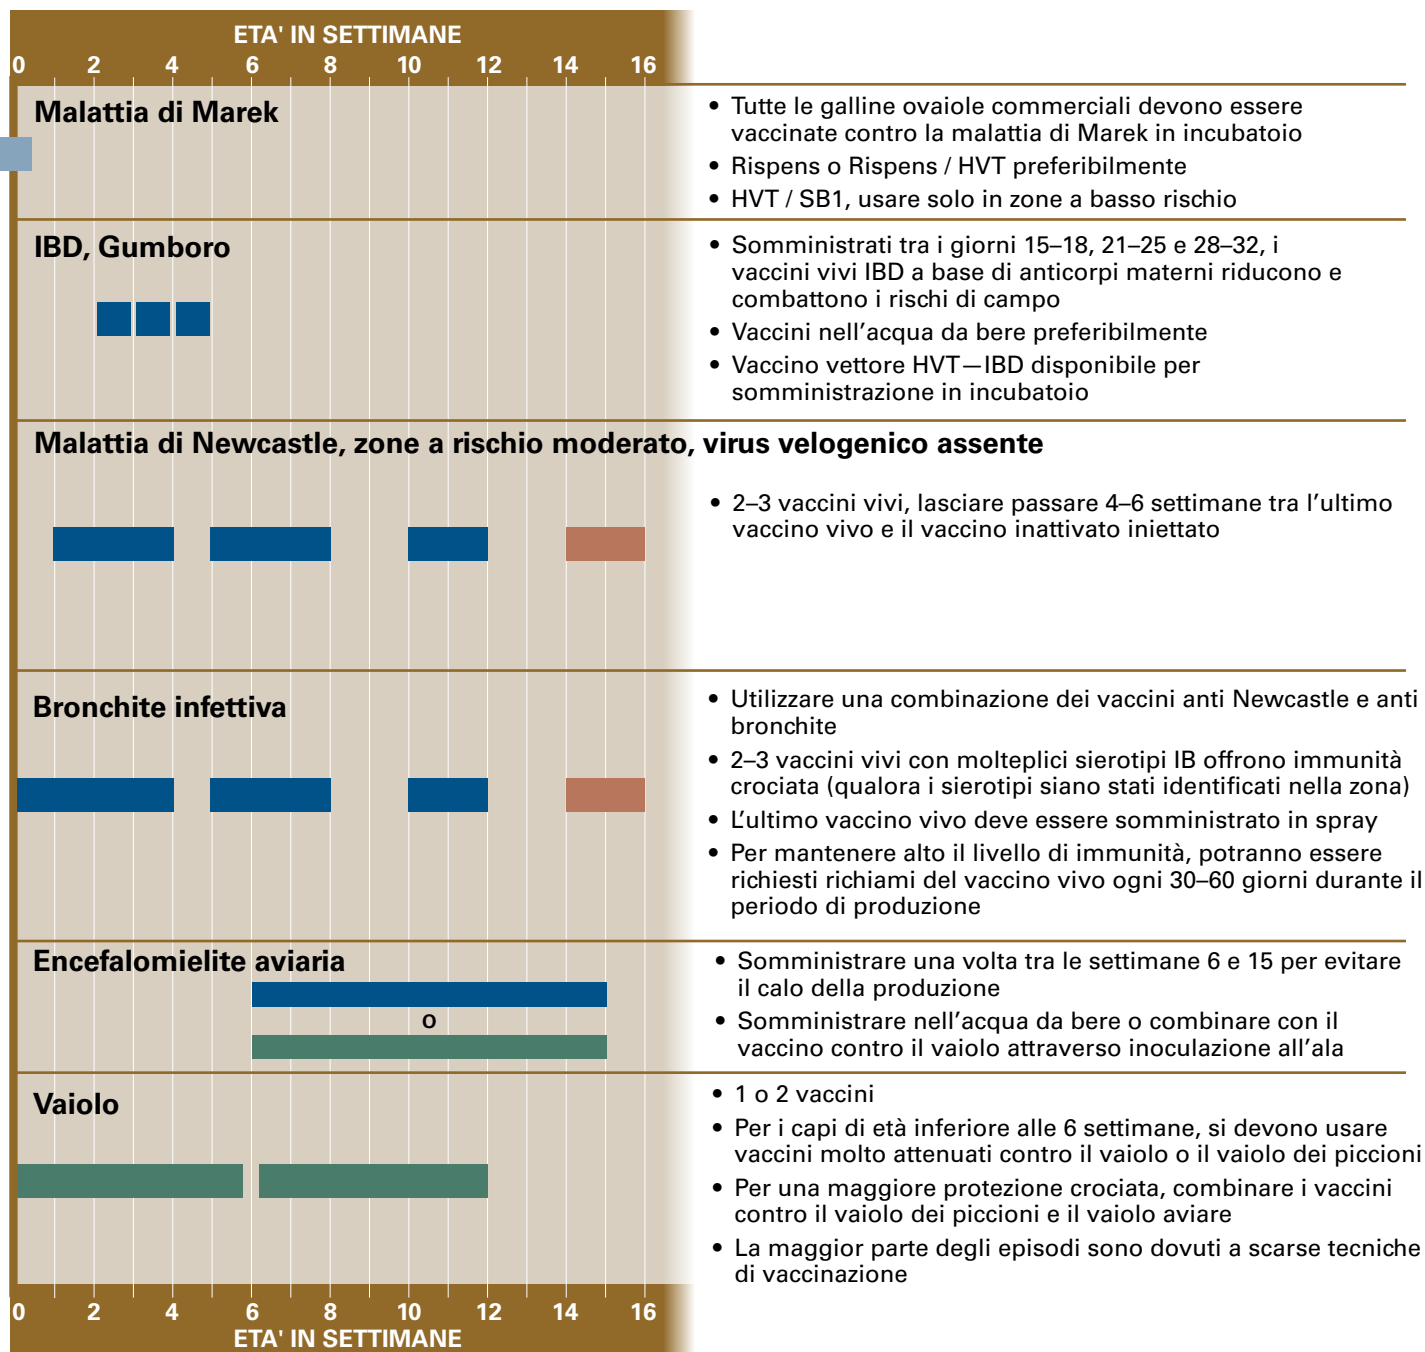 ETA' IN SETTIMANE
0 2 4 6 8 10 12 14 16
Malattia di Marek
• Tutte le galline ovaiole commerciali devono essere
vaccinate contro la malattia di Marek in incubatoio
• Rispens o Rispens / HVT preferibilmente
• HVT / SB1, usare solo in zone a basso rischio
IBD, Gumboro
• Somministrati tra i giorni 15–18, 21–25 e 28–32, i
vaccini vivi IBD a base di anticorpi materni riducono e
combattono i rischi di campo
• Vaccini nell’acqua da bere preferibilmente
• Vaccino vettore HVT—IBD disponibile per
somministrazione in incubatoio
Malattia di Newcastle, zone a rischio moderato, virus velogenico assente
• 2–3 vaccini vivi, lasciare passare 4–6 settimane tra l’ultimo
vaccino vivo e il vaccino inattivato iniettato
Bronchite infettiva
• Utilizzare una combinazione dei vaccini anti Newcastle e anti
bronchite
• 2–3 vaccini vivi con molteplici sierotipi IB offrono immunità
crociata (qualora i sierotipi siano stati identificati nella zona)
• L’ultimo vaccino vivo deve essere somministrato in spray
• Per mantenere alto il livello di immunità, potranno essere
richiesti richiami del vaccino vivo ogni 30–60 giorni durante il
periodo di produzione
Encefalomielite aviaria
O
• Somministrare una volta tra le settimane 6 e 15 per evitare
il calo della produzione
• Somministrare nell’acqua da bere o combinare con il
vaccino contro il vaiolo attraverso inoculazione all’ala
Vaiolo
• 1 o 2 vaccini
• Per i capi di età inferiore alle 6 settimane, si devono usare
vaccini molto attenuati contro il vaiolo o il vaiolo dei piccioni
• Per una maggiore protezione crociata, combinare i vaccini
contro il vaiolo dei piccioni e il vaiolo aviare
• La maggior parte degli episodi sono dovuti a scarse tecniche
di vaccinazione
0 2 4 6 8 10 12 14 16
ETA' IN SETTIMANE